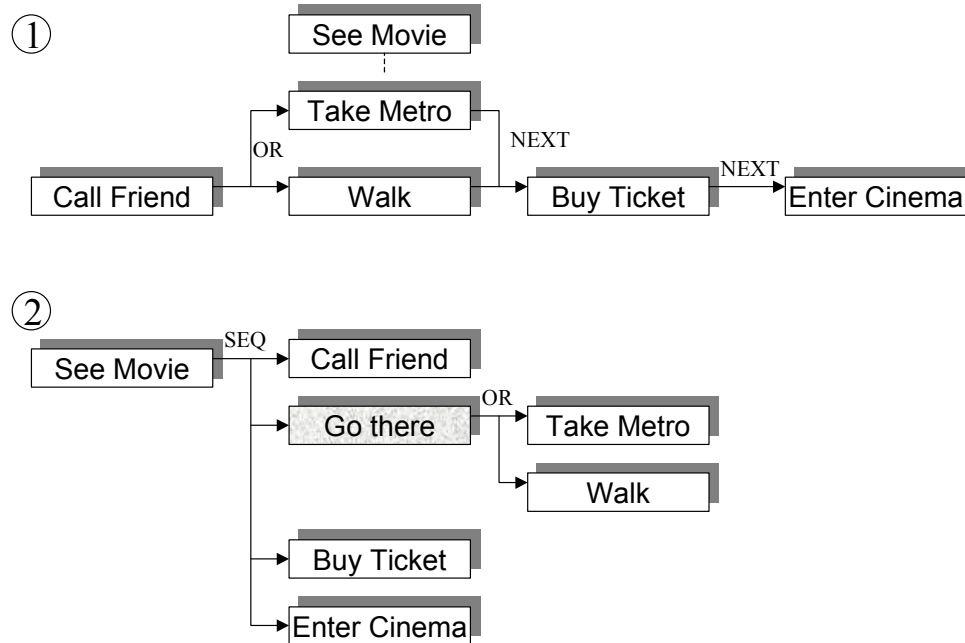 ①
See Movie
Take Metro
OR
NEXT
NEXT
Call Friend
Walk
Buy Ticket
Enter Cinema
②
SEQ
See Movie
Call Friend
OR
Go there
Take Metro
Walk
Buy Ticket
Enter Cinema